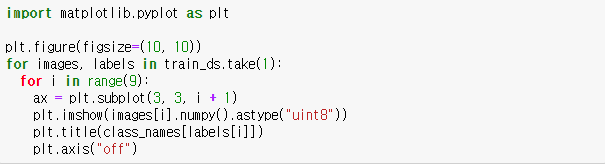 import matplotlib.pyplot as plt
plt.figure(figsize=(10, 10))
for images, labels in train_ds.take(1):
  for i in range(9):
    ax = plt.subplot(3, 3, i + 1)
    plt.imshow(images[i].numpy().astype("uint8"))
    plt.title(class_names[labels[i]])
    plt.axis("off")